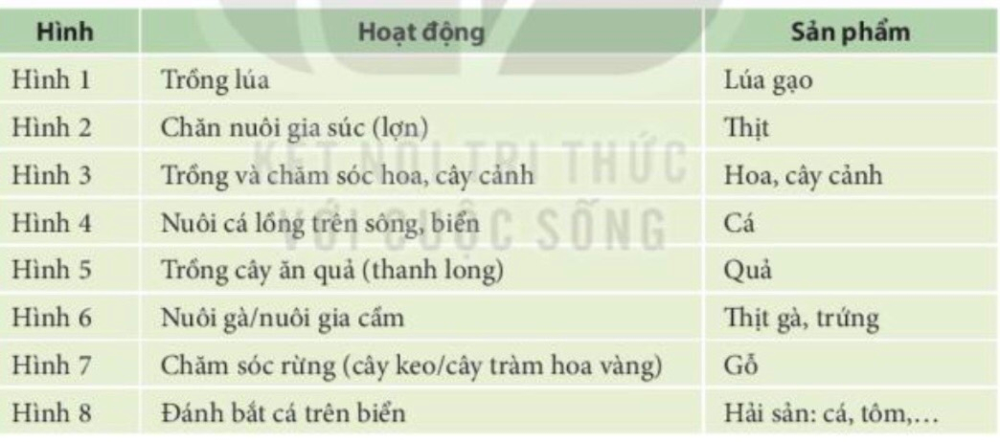 Hình Hoạt động Sản phẩm
Hình 1 Trồng lúa Lúa gạo
Hình 2 Chăn nuôi gia súc (lợn) Thịt
KẾT NỐI TRI THỨC
Hình 3 Trồng và chăm sóc hoa, cây cảnh Hoa, cây cảnh
VỚI CUỘC SỐNG
Hình 4 Nuôi cá lồng trên sông, biển Cá
Hình 5 Trồng cây ăn quả (thanh long) Quả
Hình 6 Nuôi gà/nuôi gia cầm Thịt gà, trứng
Hình 7 Chăm sóc rừng (cây keo/cây tràm hoa vàng) Gỗ
Hình 8 Đánh bắt cá trên biển Hải sản: cá, tôm,...